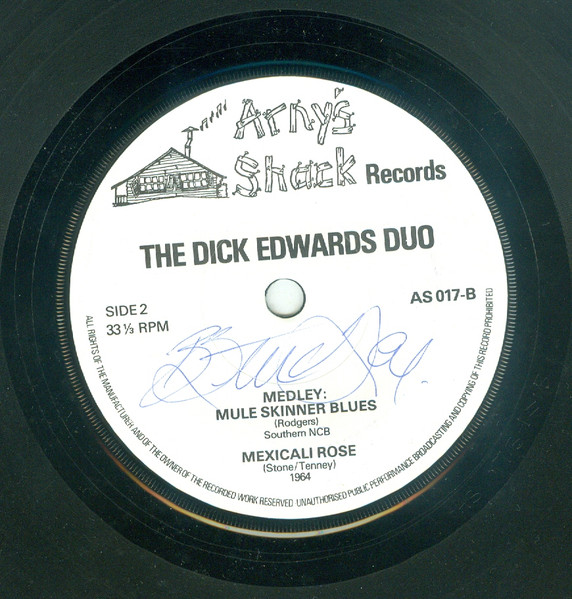 Arny's
Shack Records
THE DICK EDWARDS DUO
SIDE 2
33 ⅓ RPM
AS 017-B
MEDLEY:
MULE SKINNER BLUES
(Rodgers)
Southern NCB
MEXICALI ROSE
(Stone/Tenney)
1964
ALL RIGHTS OF THE MANUFACTURER AND OF THE OWNER OF THE RECORDED WORK RESERVED UNAUTHORISED PUBLIC PERFORMANCE BROADCASTING AND COPYING OF THIS RECORD PROHIBITED